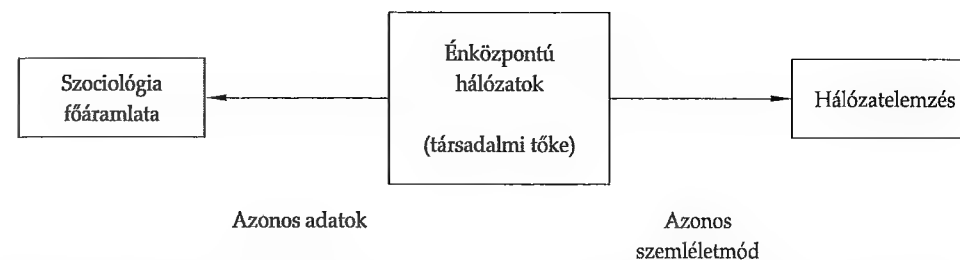 Szociológia
főáramlata
Énközpontú
hálózatok
(társadalmi tőke)
Hálózatelemzés
Azonos adatok
Azonos
szemléletmód